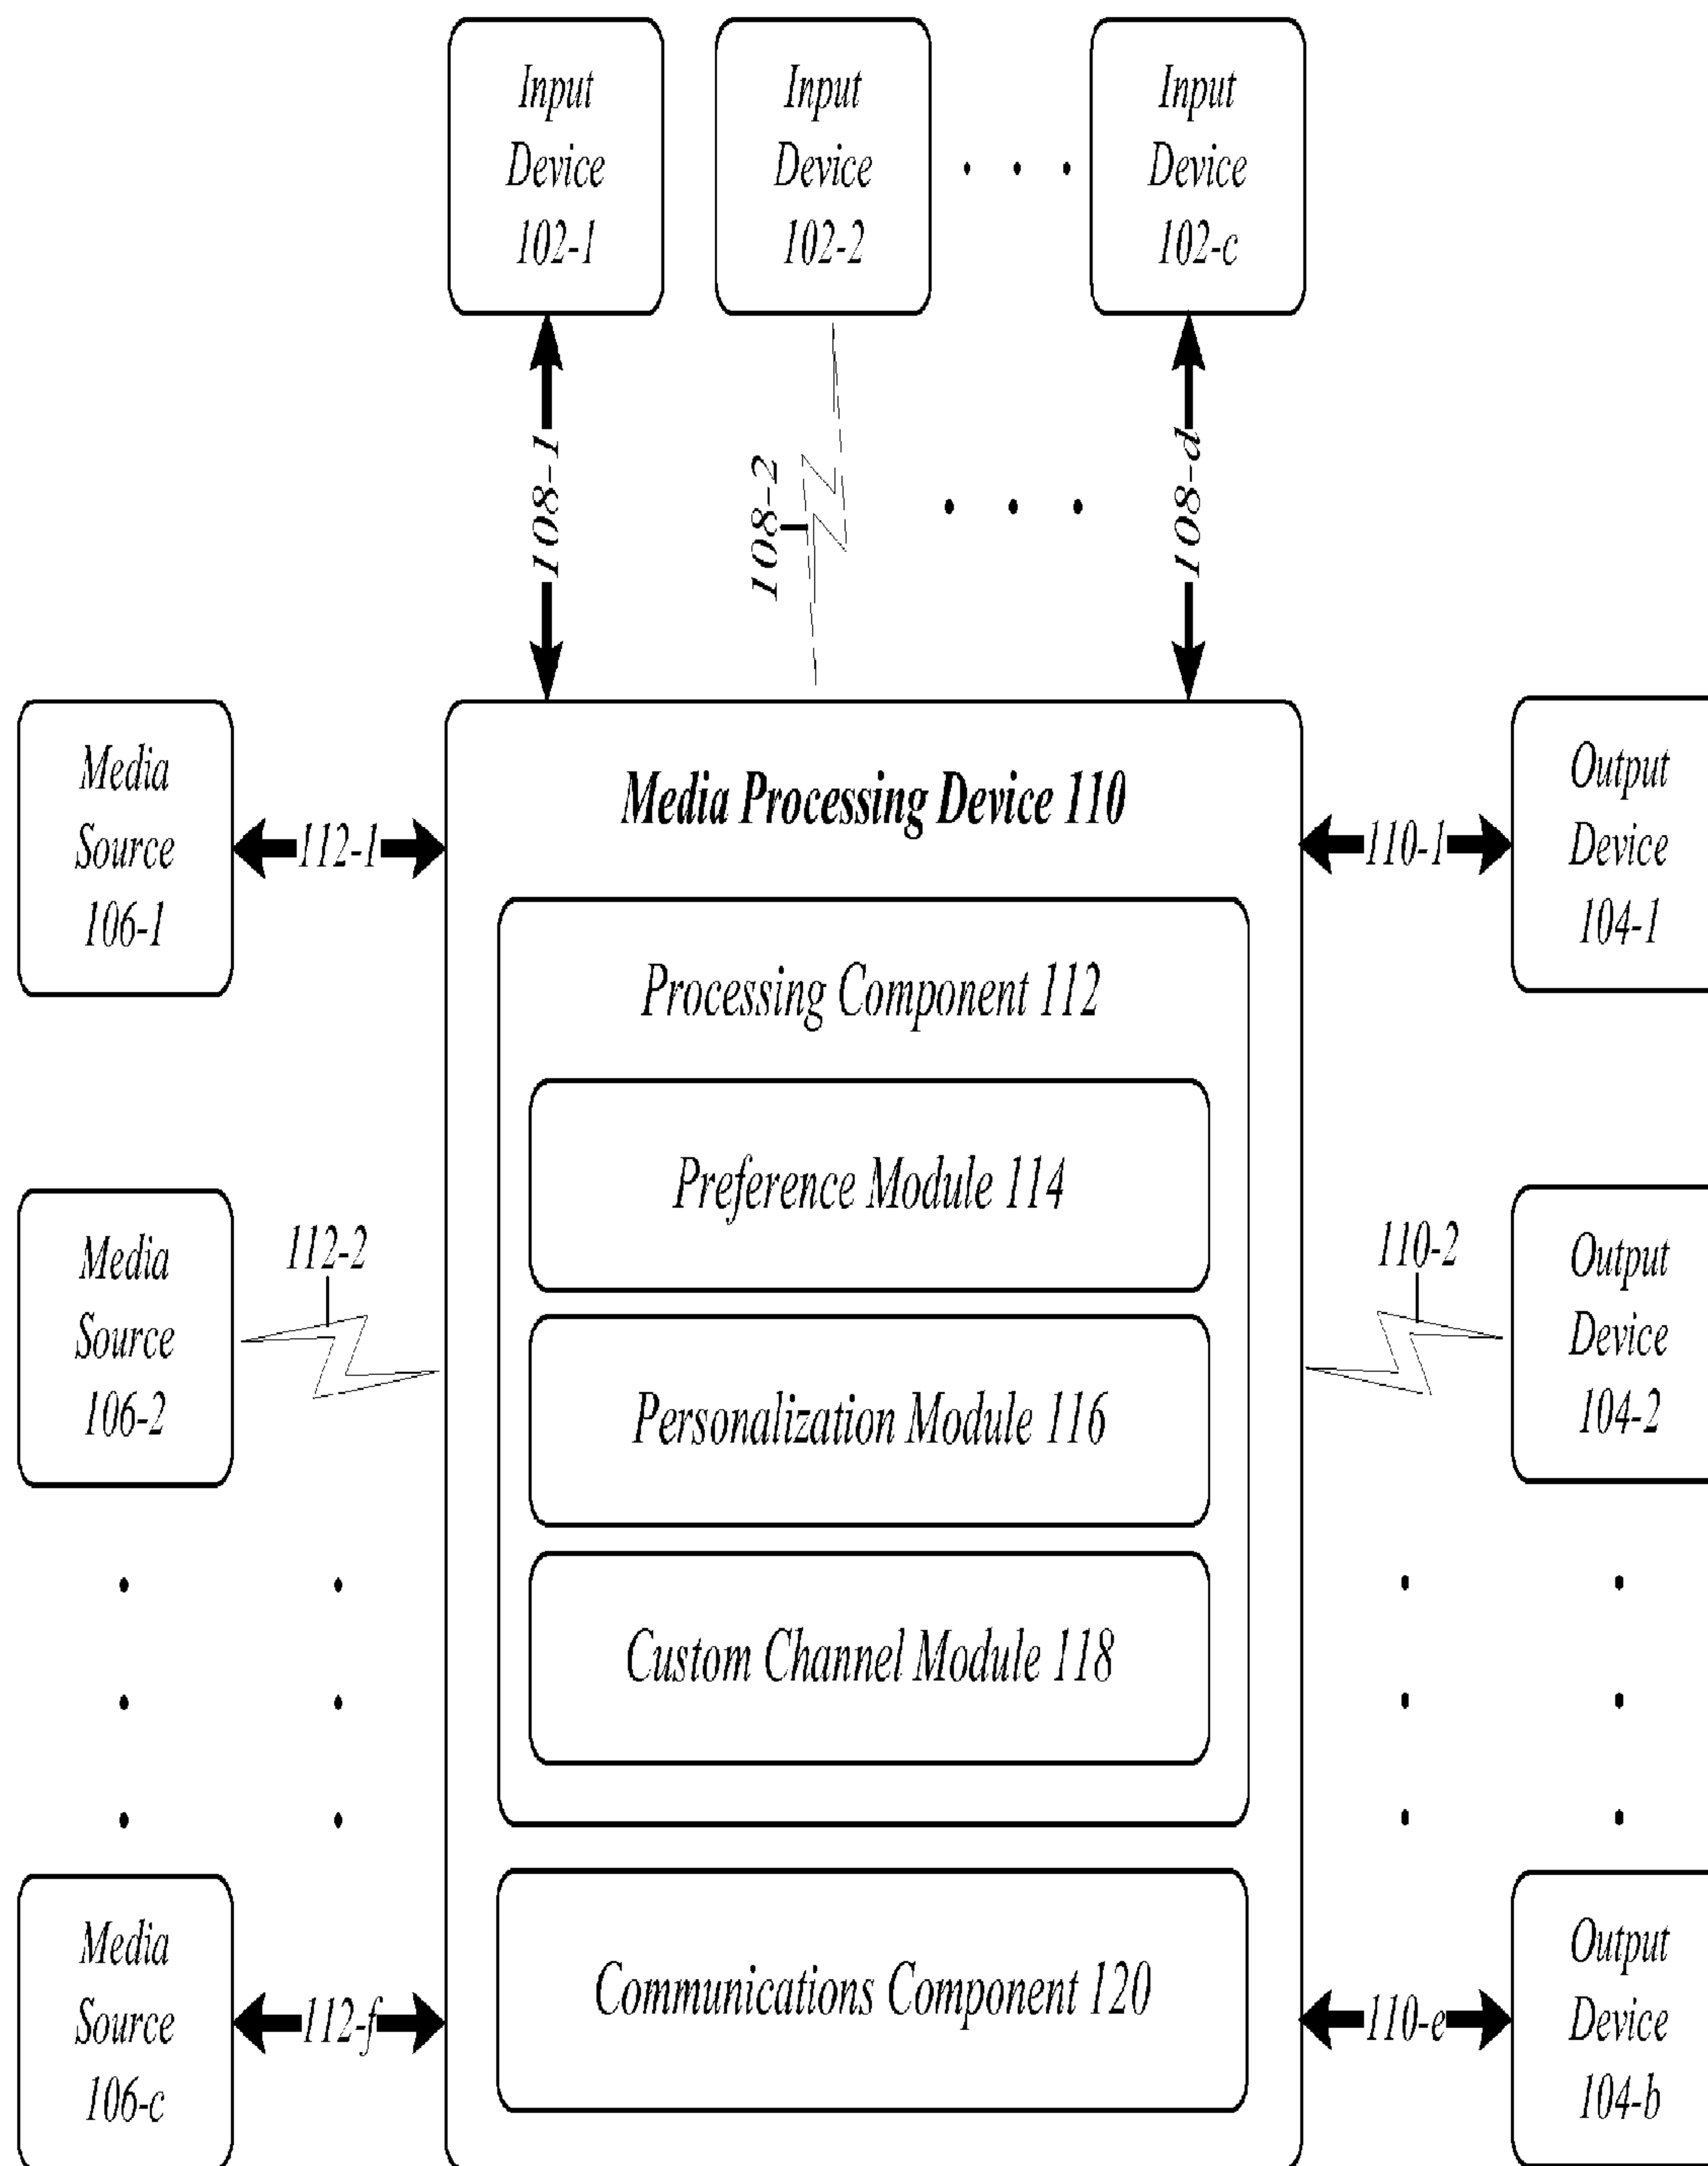 Input
Device
102-1
Input
Device
102-2
Input
Device
102-c
108-1
108-2
108-d
Media
Source
106-1
112-1
Media Processing Device 110
110-1
Output
Device
104-1
Processing Component 112
Preference Module 114
Media
Source
106-2
112-2
110-2
Output
Device
104-2
Personalization Module 116
Custom Channel Module 118
Media
Source
106-c
112-f
Communications Component 120
110-e
Output
Device
104-b